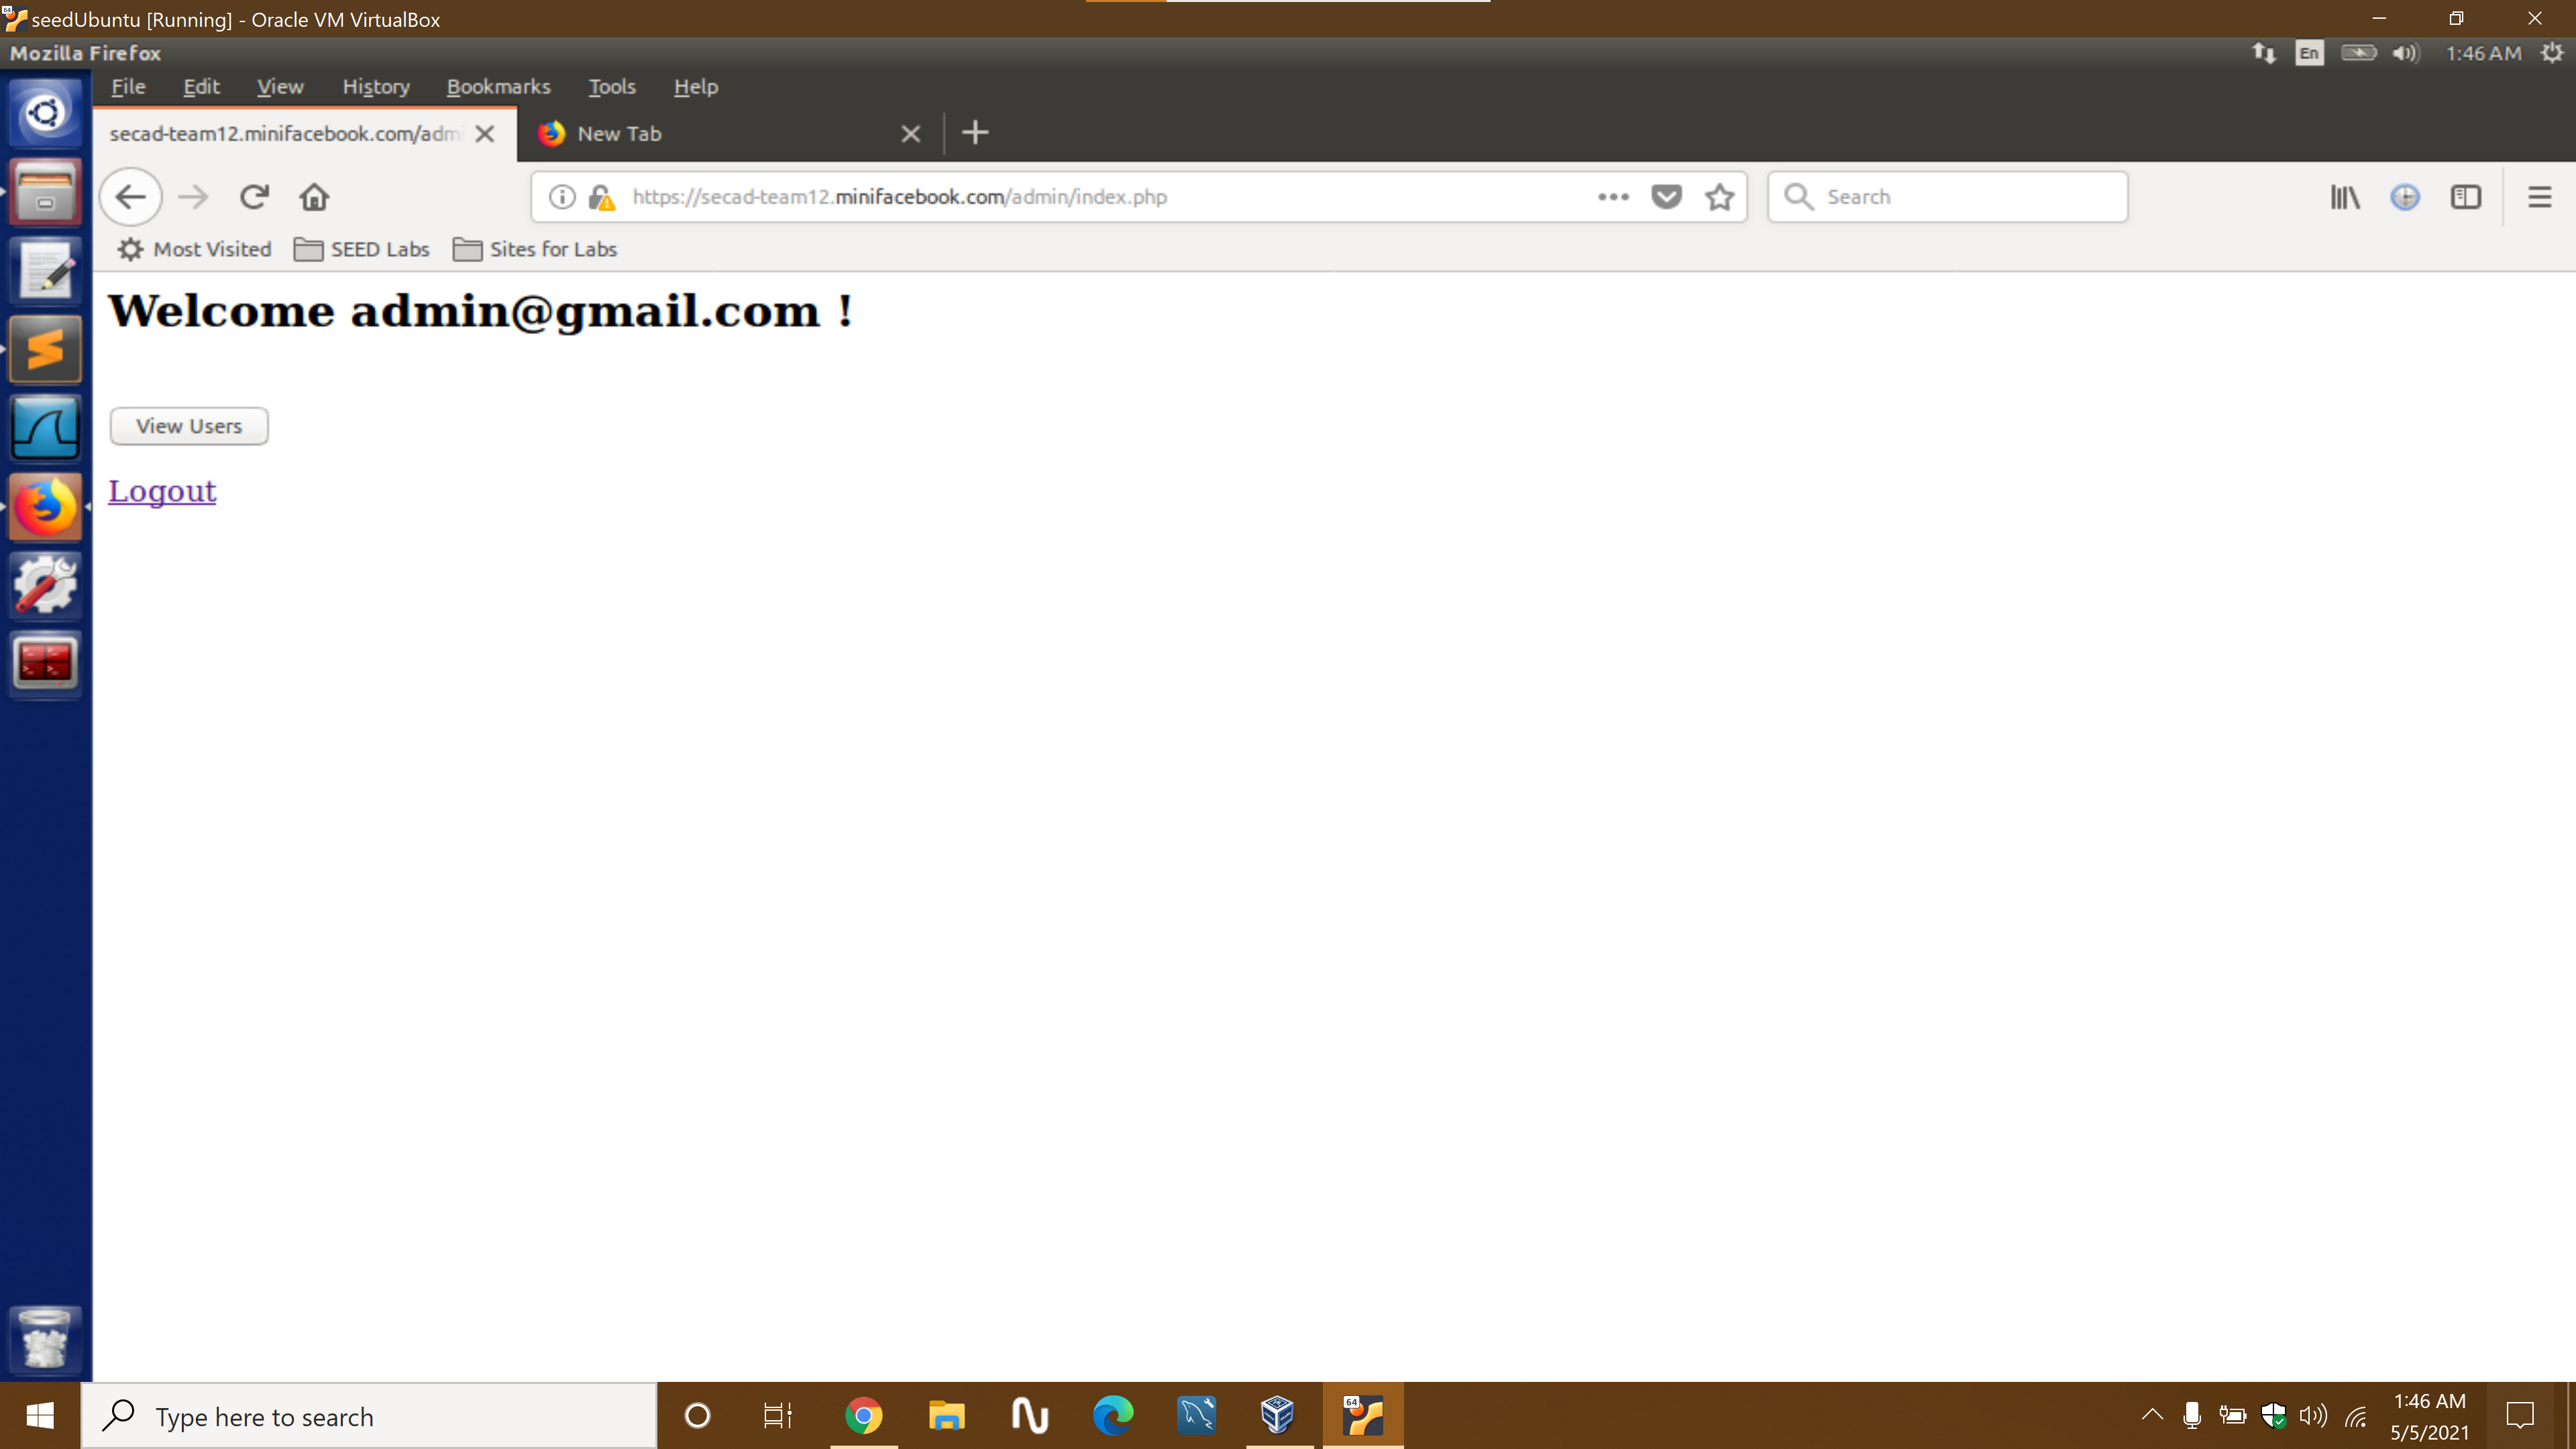 seedUbuntu [Running] - Oracle VM VirtualBox
Mozilla Firefox
En
1:46 AM
File Edit View History Bookmarks Tools Help
secad-team12.minifacebook.com/adm
New Tab
https://secad-team12.minifacebook.com/admin/index.php
Search
Most Visited SEED Labs Sites for Labs
Welcome admin@gmail.com !
View Users
Logout
Type here to search
64
1:46 AM
5/5/2021